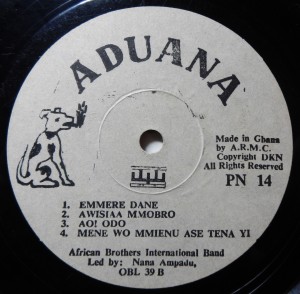 ADUANA
Made in Ghana
by A.R.M.C.
Copyright DKN
All Rights Reserved
PN 14
1. EMMERE DANE
2. AWISIAA MMOBRO
3. AO! ODO
4. MENE WO MMIENU ASE TENA YI
African Brothers International Band
Led by: Nana Ampadu,
OBL 39 B